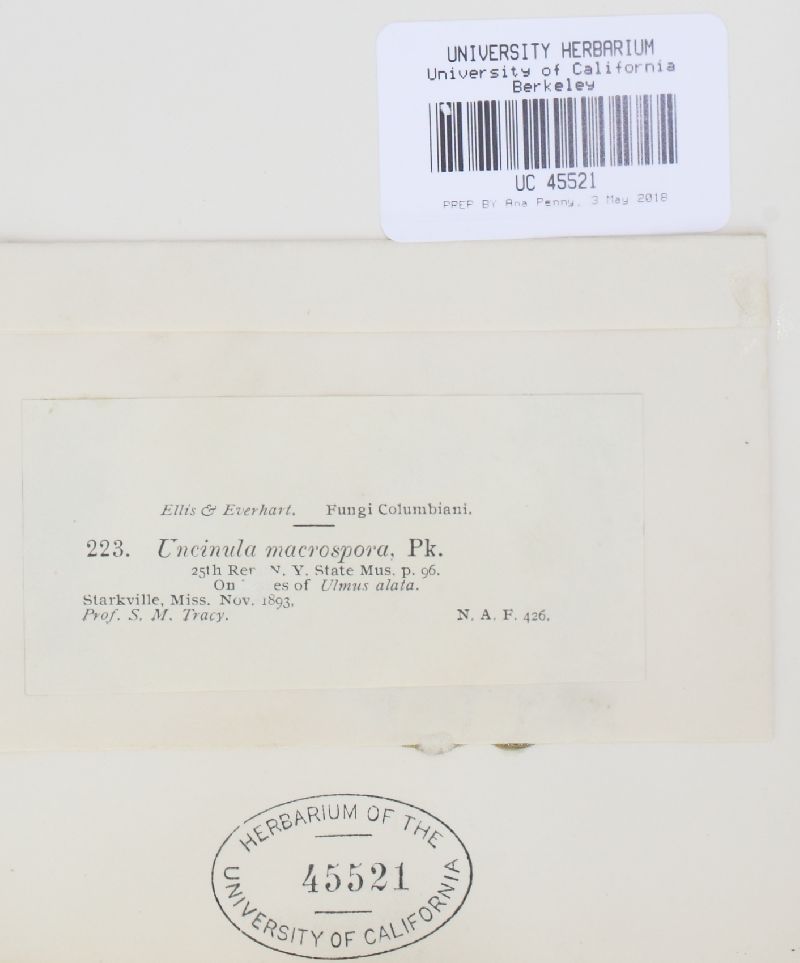 UNIVERSITY HERBARIUM
University of California
Berkeley
UC 45521
PREP BY Ana Penny, 3 May 2018
Ellis & Everhart. Fungi Columbiani.
223. Uncinula macrospora, Pk.
25th Rep N. Y. State Mus. p. 96.
On es of Ulmus alata.
Starkville, Miss. Nov. 1893,
Prof. S. M. Tracy. N. A. F. 426.
HERBARIUM OF THE
45521
UNIVERSITY OF CALIFORNIA